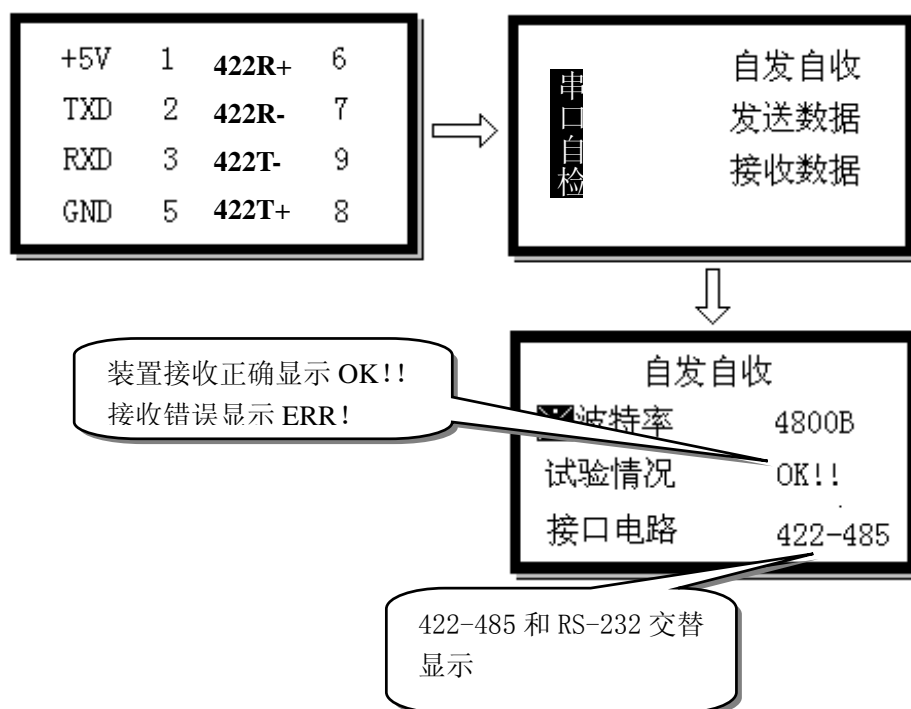 +5V 1 422R+ 6
TXD 2 422R- 7
RXD 3 422T- 9
GND 5 422T+ 8
串口自检
自发自收
发送数据
接收数据
装置接收正确显示 OK!!
接收错误显示 ERR!
自发自收
※波特率 4800B
试验情况 OK!!
接口电路 422-485
422-485 和 RS-232 交替
显示